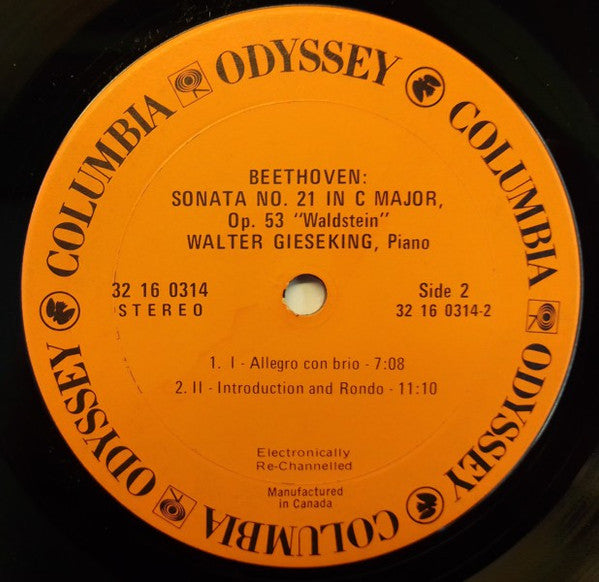 COLUMBIA ODYSSEY COLUMBIA ODYSSEY COLUMBIA ODYSSEY
BEETHOVEN:
SONATA NO. 21 IN C MAJOR,
Op. 53 "Waldstein"
WALTER GIESEKING, Piano
32 16 0314
STEREO
Side 2
32 16 0314-2
1. I - Allegro con brio - 7:08
2. II - Introduction and Rondo - 11:10
Electronically
Re-Channelled
Manufactured
in Canada